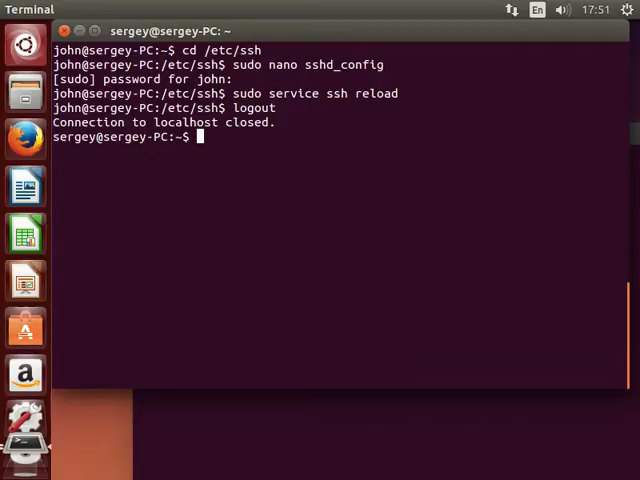 Terminal
En
17:51
sergey@sergey-PC: ~
john@sergey-PC:~$ cd /etc/ssh
john@sergey-PC:/etc/ssh$ sudo nano sshd_config
[sudo] password for john:
john@sergey-PC:/etc/ssh$ sudo service ssh reload
john@sergey-PC:/etc/ssh$ logout
Connection to localhost closed.
sergey@sergey-PC:~$